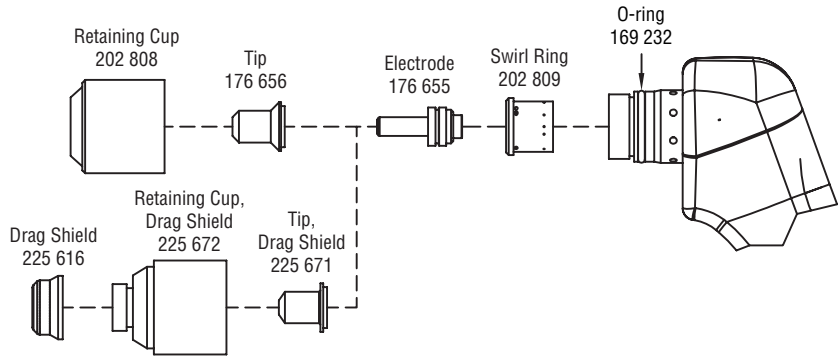 Retaining Cup
202 808
Tip
176 656
Electrode
176 655
Swirl Ring
202 809
O-ring
169 232
Drag Shield
225 616
Retaining Cup,
Drag Shield
225 672
Tip,
Drag Shield
225 671